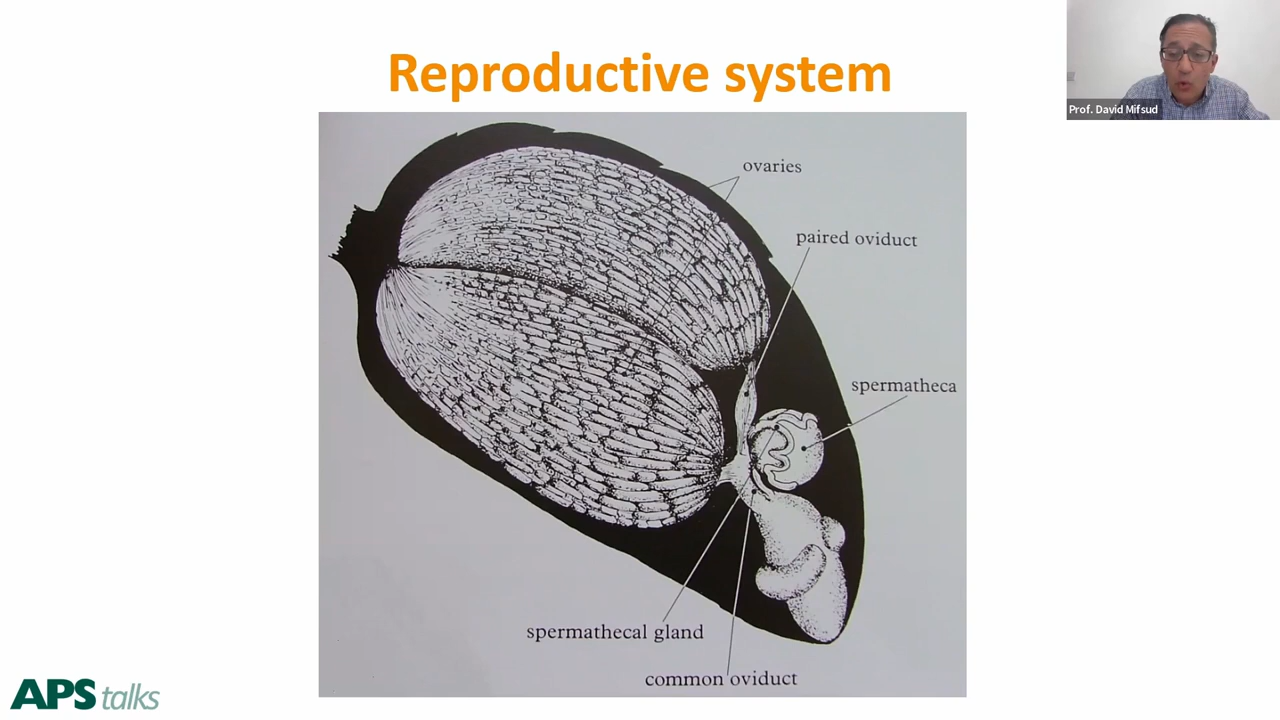 Reproductive system
Prof. David Mifsud
ovaries
paired oviduct
spermatheca
spermathecal gland
common oviduct
APS talks